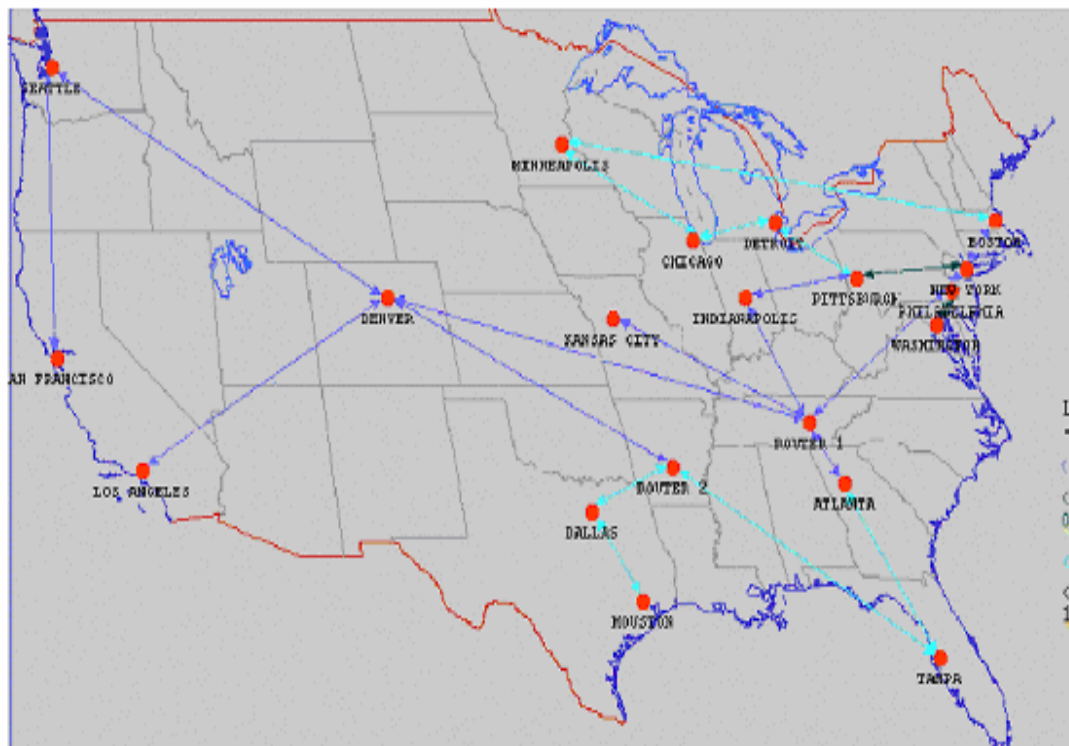 SEATTLE
MINNEAPOLIS
BOSTON
DETROIT
CHICAGO
NEW YORK
PITTSBURGH
DENVER
INDIANAPOLIS
PHILADELPHIA
KANSAS CITY
WASHINGTON
AN FRANCISCO
ROUTER 1
LOS ANGELES
ROUTER 2
ATLANTA
DALLAS
HOUSTON
TAMPA